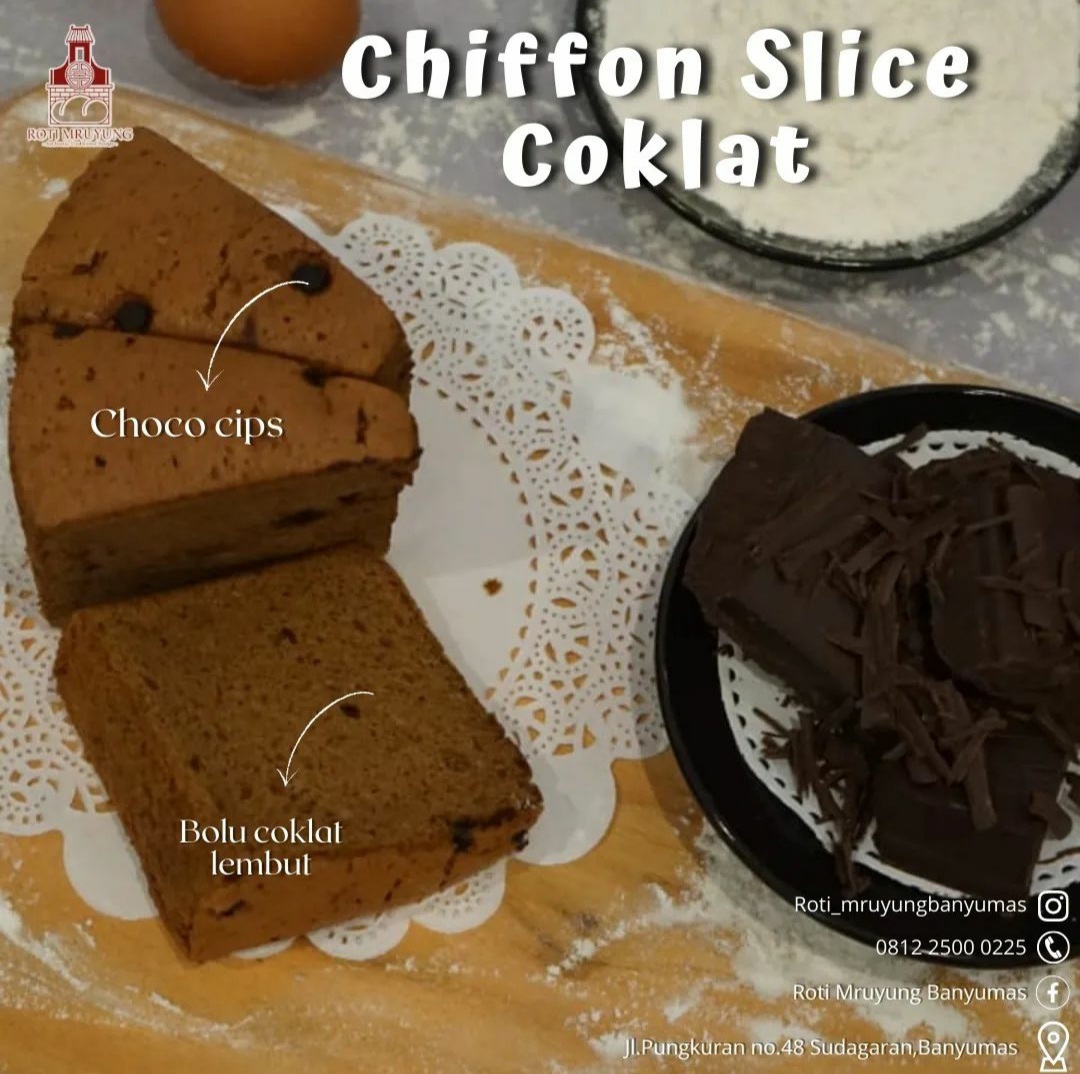 Chiffon Slice
Coklat
ROTI MRUYUNG
Choco cips
Bolu coklat
lembut
Roti_mruyungbanyumas
0812 2500 0225
Roti Mruyung Banyumas
Jl.Pungkuran no.48 Sudagaran,Banyumas